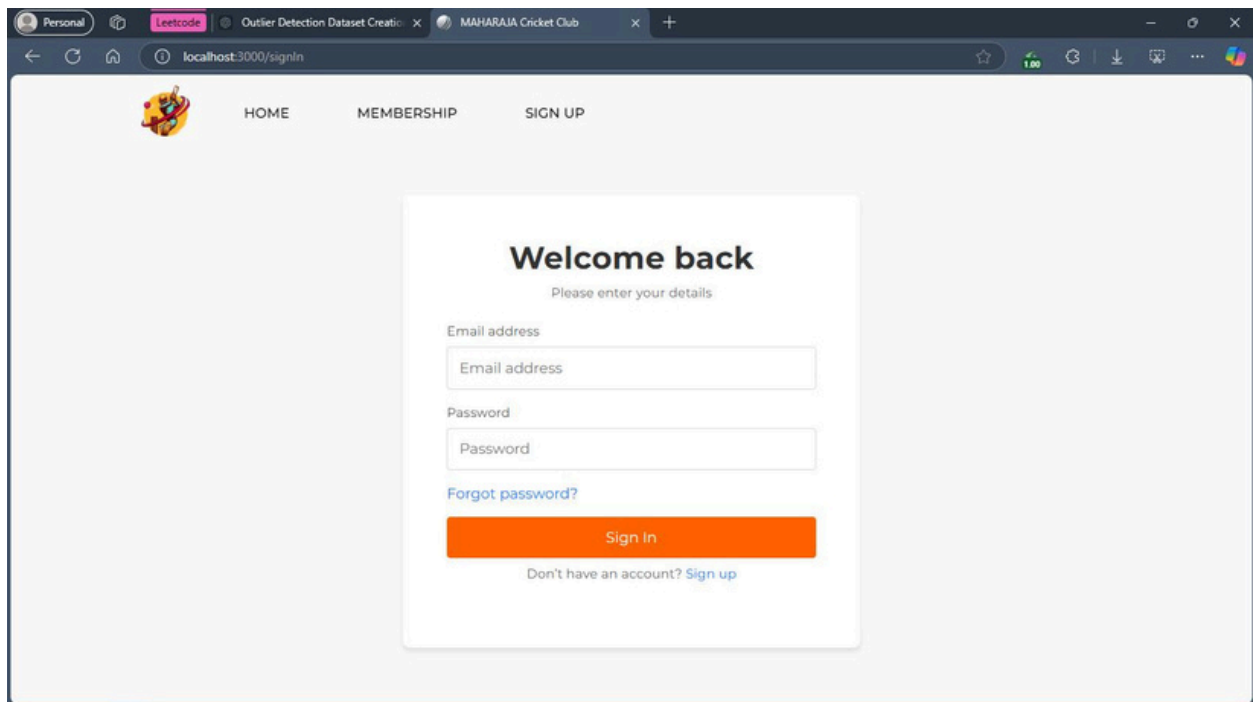 Personal Leetcode Outlier Detection Dataset Creatio MAHARAJA Cricket Club
localhost:3000/signIn 1.00
HOME MEMBERSHIP SIGN UP
Welcome back
Please enter your details
Email address
Email address
Password
Password
Forgot password?
Sign In
Don't have an account? Sign up